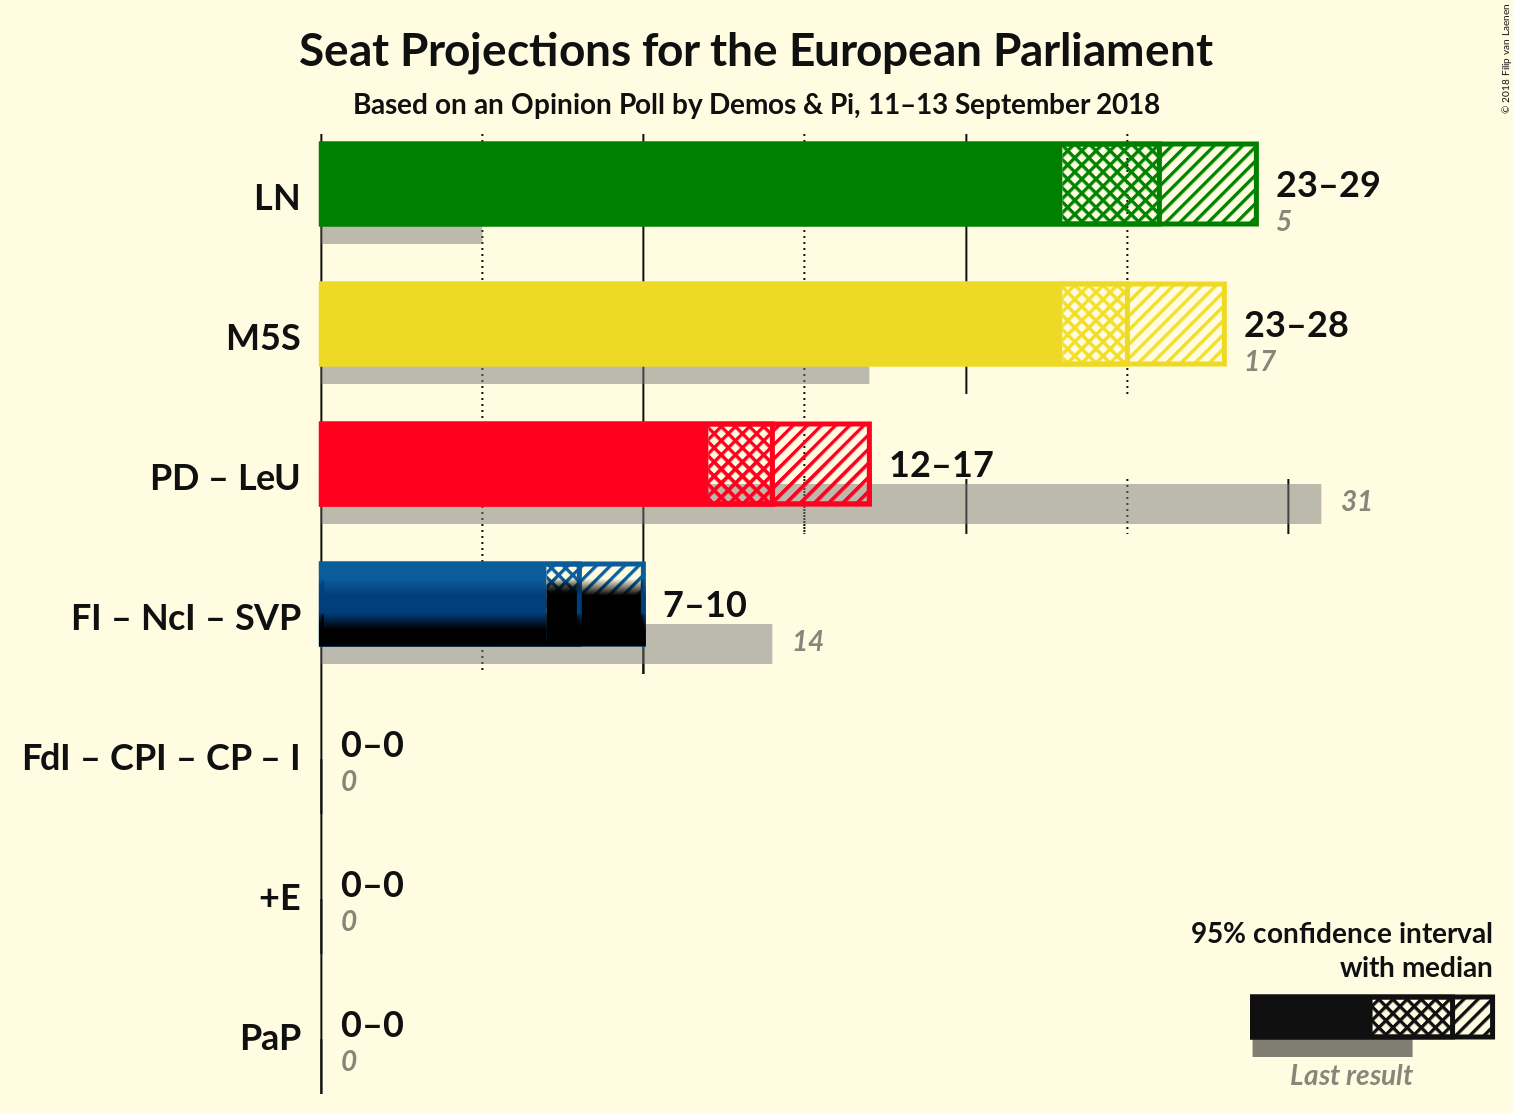 Seat Projections for the European Parliament
Based on an Opinion Poll by Demos & Pi, 11–13 September 2018
© 2018 Filip van Laenen
LN
23–29
5
M5S
23–28
17
PD – LeU
12–17
31
FI – NcI – SVP
7–10
14
FdI – CPI – CP – I
0–0
0
+E
0–0
0
PaP
0–0
0
95% confidence interval
with median
Last result